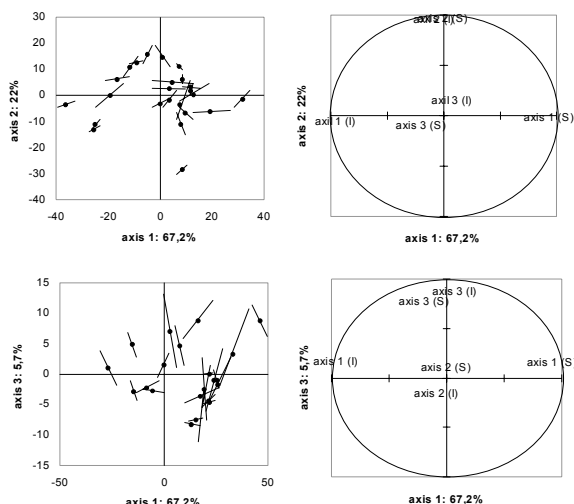 30
20
10
0
-10
-20
-30
-40
-40 -20 0 20 40
axis 2: 22%
axis 1: 67,2%
axis 2 (S)
axis 3 (I)
axis 1 (I)
axis 3 (S)
axis 1 (S)
axis 2: 22%
axis 1: 67,2%
15
10
5
0
-5
-10
-15
-50 0 50
axis 3: 5,7%
axis 1: 67,2%
axis 3 (I)
axis 3 (S)
axis 1 (I)
axis 1 (S)
axis 2 (S)
axis 2 (I)
axis 3: 5,7%
axis 1: 67,2%